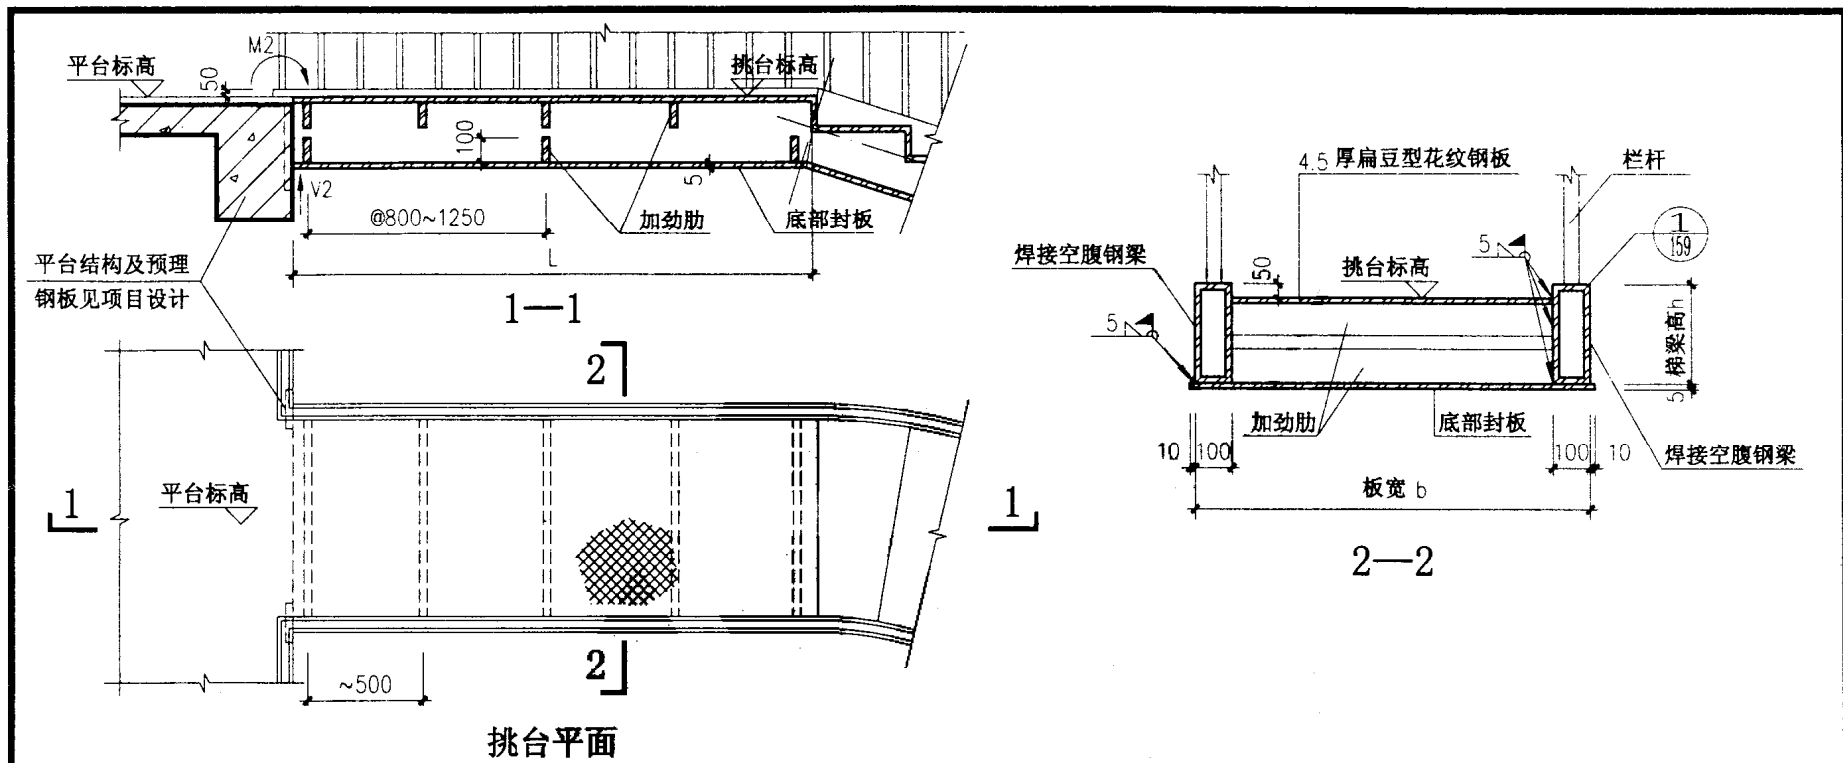 M2
平台标高
50
挑台标高
100
5
V2
@800~1250
加劲肋
底部封板
L
平台结构及预理
钢板见项目设计
1—1
2
平台标高
1
1
2
~500
挑台平面
4.5厚扁豆型花纹钢板
栏杆
1
159
5
焊接空腹钢梁
50
挑台标高
5
梯梁高h
5
加劲肋
底部封板
10
100
100
10
焊接空腹钢梁
板宽 b
2—2